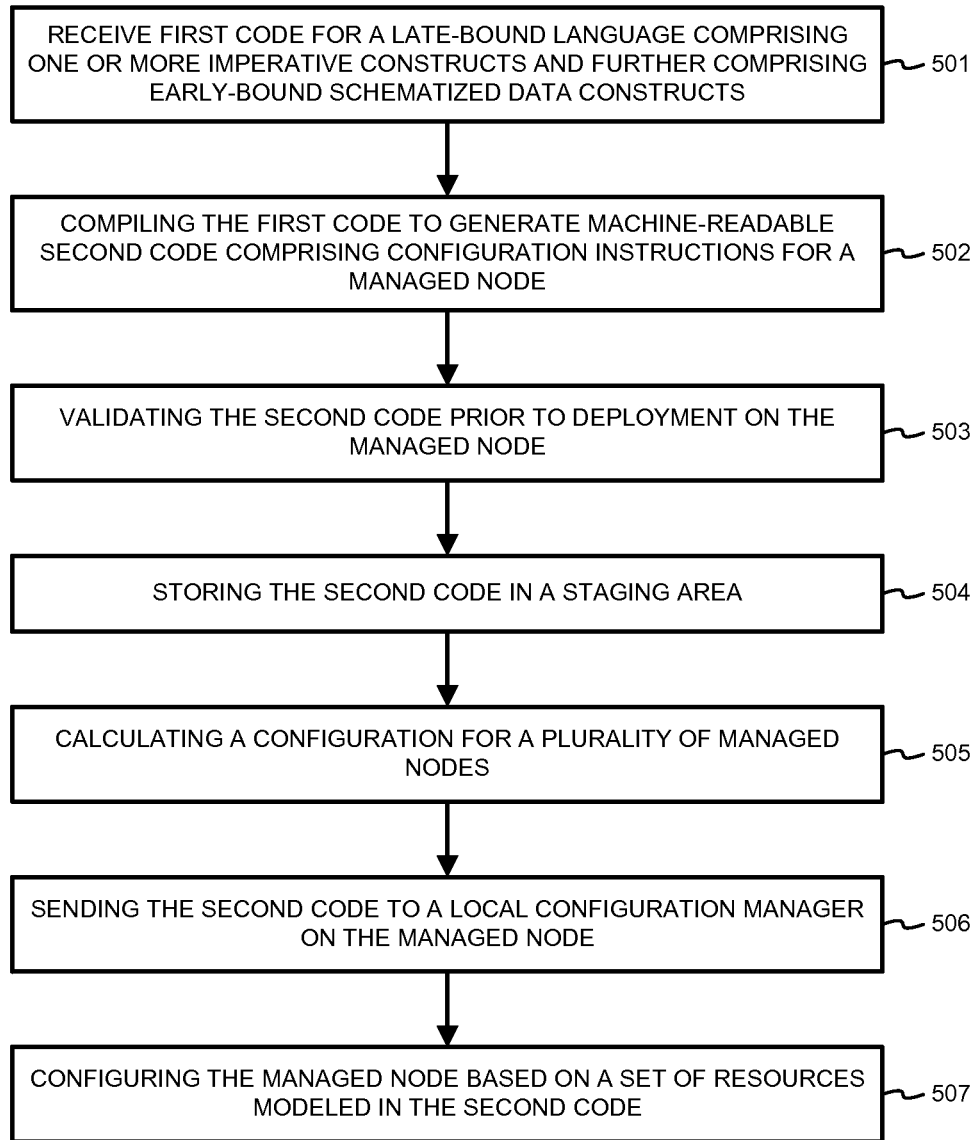 RECEIVE FIRST CODE FOR A LATE-BOUND LANGUAGE COMPRISING
ONE OR MORE IMPERATIVE CONSTRUCTS AND FURTHER COMPRISING
EARLY-BOUND SCHEMATIZED DATA CONSTRUCTS
501
COMPILING THE FIRST CODE TO GENERATE MACHINE-READABLE
SECOND CODE COMPRISING CONFIGURATION INSTRUCTIONS FOR A
MANAGED NODE
502
VALIDATING THE SECOND CODE PRIOR TO DEPLOYMENT ON THE
MANAGED NODE
503
STORING THE SECOND CODE IN A STAGING AREA
504
CALCULATING A CONFIGURATION FOR A PLURALITY OF MANAGED
NODES
505
SENDING THE SECOND CODE TO A LOCAL CONFIGURATION MANAGER
ON THE MANAGED NODE
506
CONFIGURING THE MANAGED NODE BASED ON A SET OF RESOURCES
MODELED IN THE SECOND CODE
507